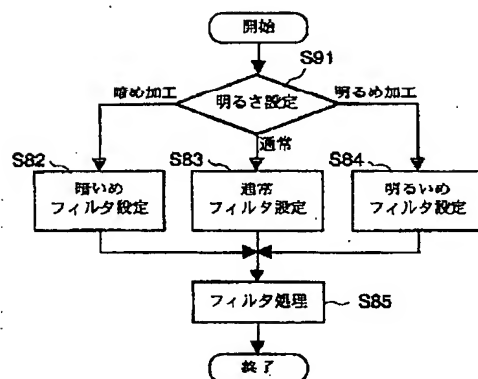 開始
S91
暗め加工
明るさ設定
明るめ加工
通常
S82
S83
S84
暗いめ
フィルタ設定
通常
フィルタ設定
明るいめ
フィルタ設定
フィルタ処理
S85
終了